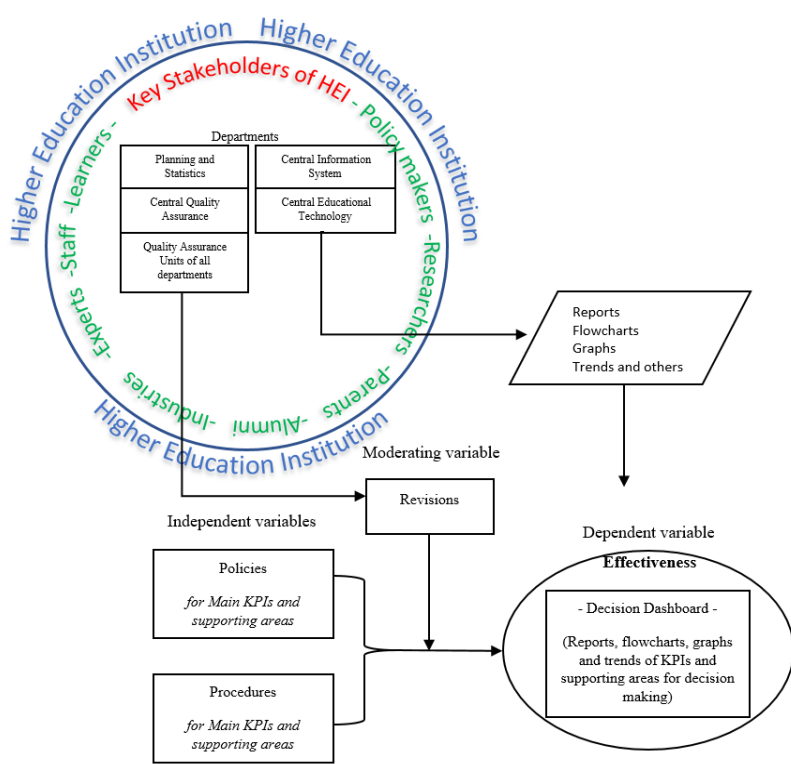 Higher Education Institution
Higher Education Institution
Higher Education Institution
Key Stakeholders of HEI - Policy makers -Researchers -Parents -Alumni -Industries -Experts -Staff -Learners -
Departments
Planning and
Statistics
Central Quality
Assurance
Quality Assurance
Units of all
departments
Central Information
System
Central Educational
Technology
Reports
Flowcharts
Graphs
Trends and others
Moderating variable
Revisions
Independent variables
Policies
for Main KPIs and
supporting areas
Procedures
for Main KPIs and
supporting areas
Dependent variable
Effectiveness
- Decision Dashboard -
(Reports, flowcharts, graphs
and trends of KPIs and
supporting areas for decision
making)